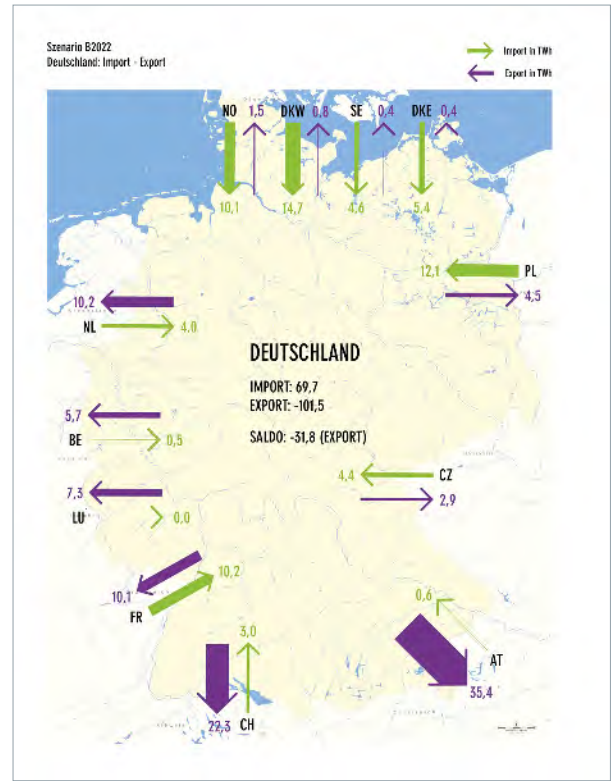 Szenario B2022
Deutschland: Import - Export
Import in TWh
Export in TWh
NO 1,5 DKW 0,8 SE 0,4 DKE 0,4
10,1 14,7 4,6 5,4
12,1 PL
4,5
10,2
NL 4,0
DEUTSCHLAND
IMPORT: 69,7
EXPORT: -101,5
SALDO: -31,8 (EXPORT)
5,7
BE 0,5
4,4 CZ
2,9
7,3
LU 0,0
10,2
10,1
FR
0,6
AT
35,4
3,0
22,3 CH